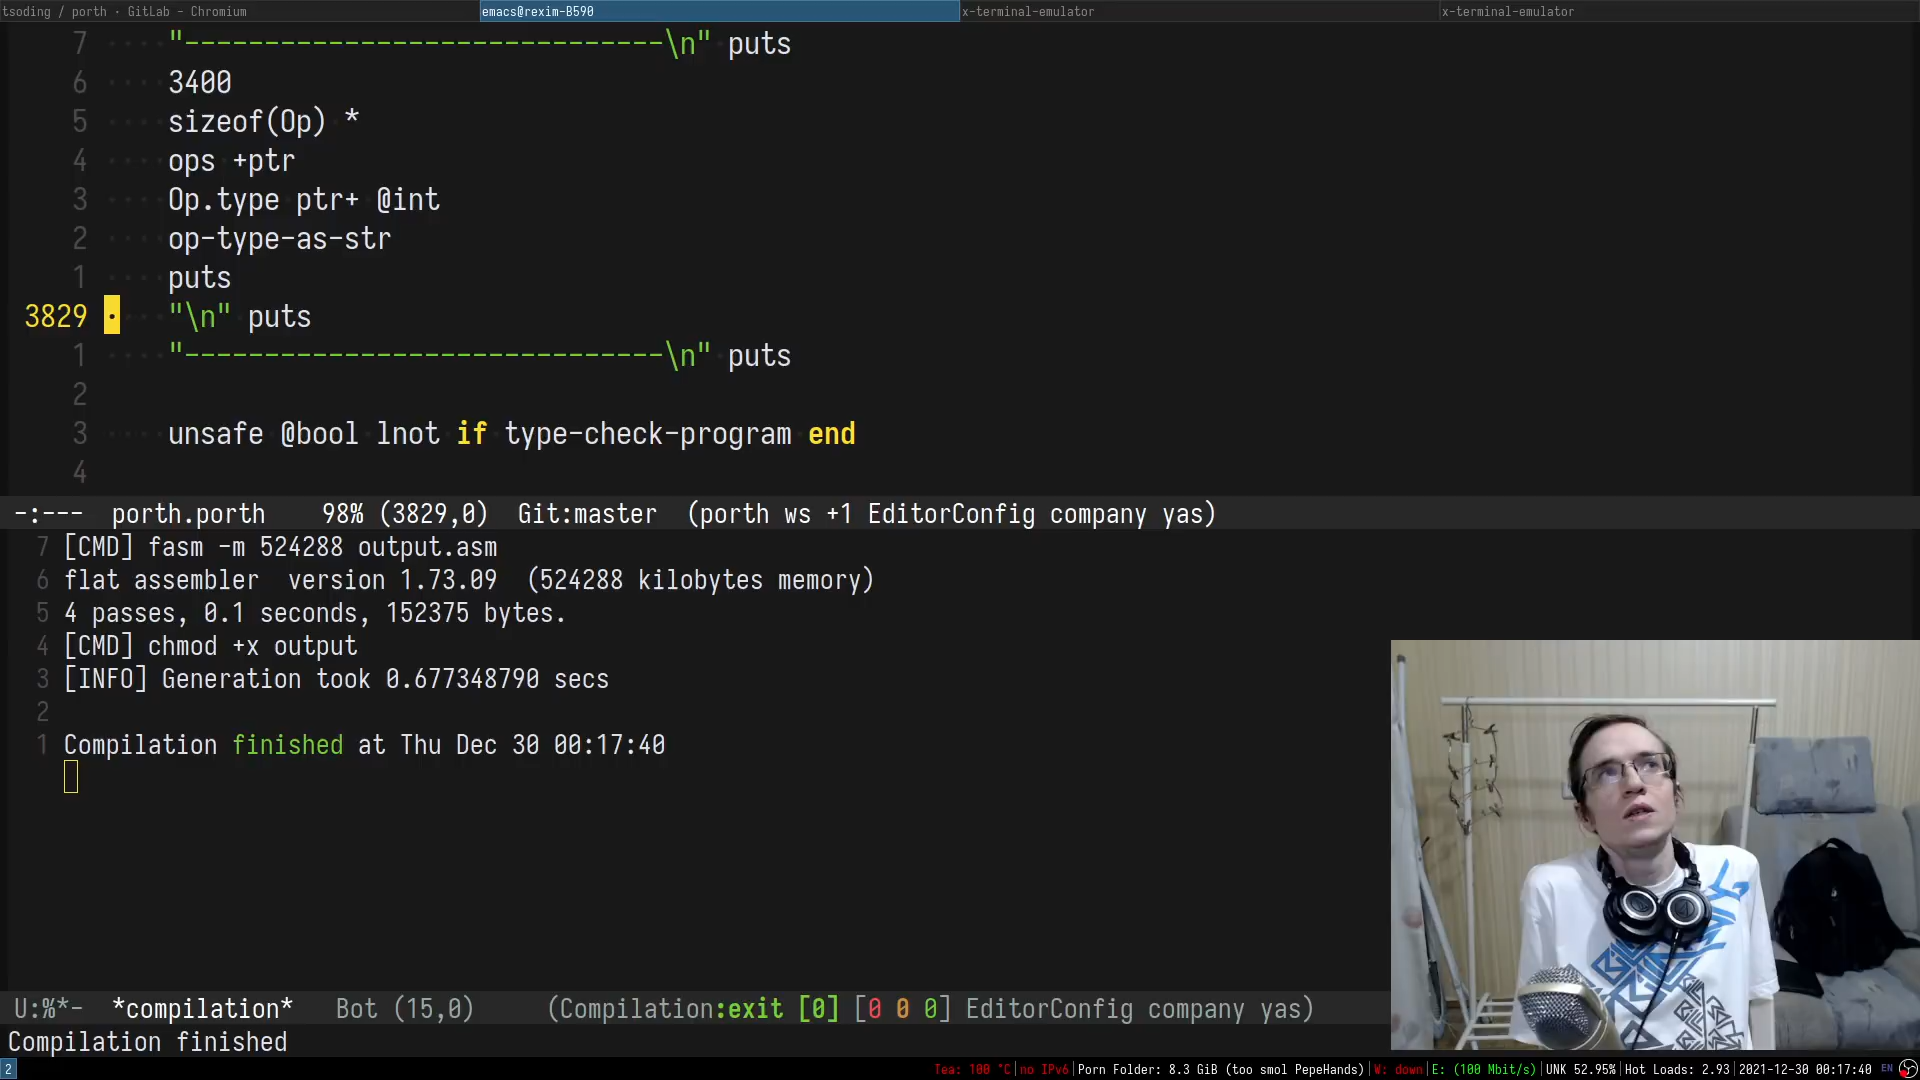 tsoding / porth · GitLab - Chromium emacs@rexim-B590 x-terminal-emulator x-terminal-emulator
7 "------------------------------\n" puts
6 3400
5 sizeof(Op) *
4 ops +ptr
3 Op.type ptr+ @int
2 op-type-as-str
1 puts
3829 "\n" puts
1 "------------------------------\n" puts
2
3 unsafe @bool lnot if type-check-program end
4
-:--- porth.porth 98% (3829,0) Git:master (porth ws +1 EditorConfig company yas)
7 [CMD] fasm -m 524288 output.asm
6 flat assembler version 1.73.09 (524288 kilobytes memory)
5 4 passes, 0.1 seconds, 152375 bytes.
4 [CMD] chmod +x output
3 [INFO] Generation took 0.677348790 secs
2
1 Compilation finished at Thu Dec 30 00:17:40
U:%*- *compilation* Bot (15,0) (Compilation:exit [0] [0 0 0] EditorConfig company yas)
Compilation finished
2 Tea: 100 °C|no IPv6|Porn Folder: 8.3 GiB (too smol PepeHands)|W: down|E: (100 Mbit/s)|UNK 52.95%|Hot Loads: 2.93|2021-12-30 00:17:40 EN